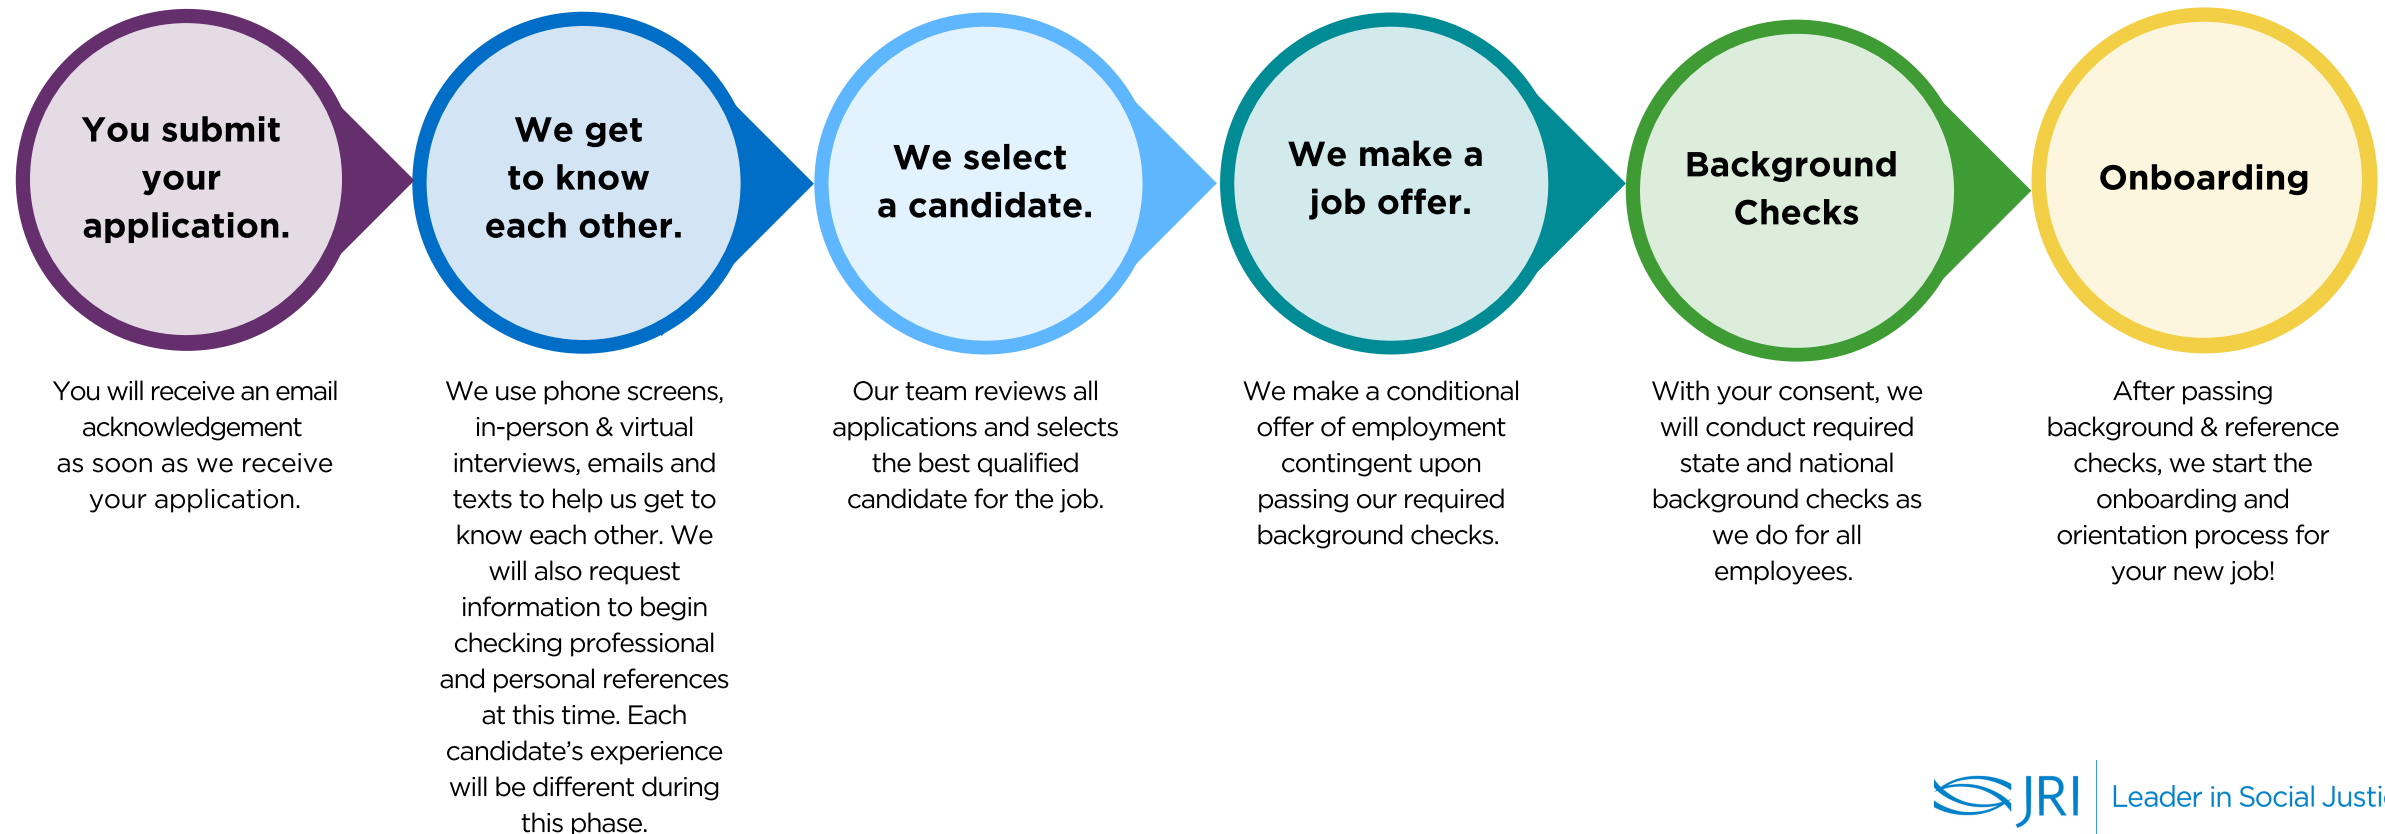 You submit
your
application.
You will receive an email
acknowledgement
as soon as we receive
your application.
We get
to know
each other.
We use phone screens,
in-person & virtual
interviews, emails and
texts to help us get to
know each other. We
will also request
information to begin
checking professional
and personal references
at this time. Each
candidate’s experience
will be different during
this phase.
We select
a candidate.
Our team reviews all
applications and selects
the best qualified
candidate for the job.
We make a
job offer.
We make a conditional
offer of employment
contingent upon
passing our required
background checks.
Background
Checks
With your consent, we
will conduct required
state and national
background checks as
we do for all
employees.
Onboarding
After passing
background & reference
checks, we start the
onboarding and
orientation process for
your new job!
JRI
Leader in Social